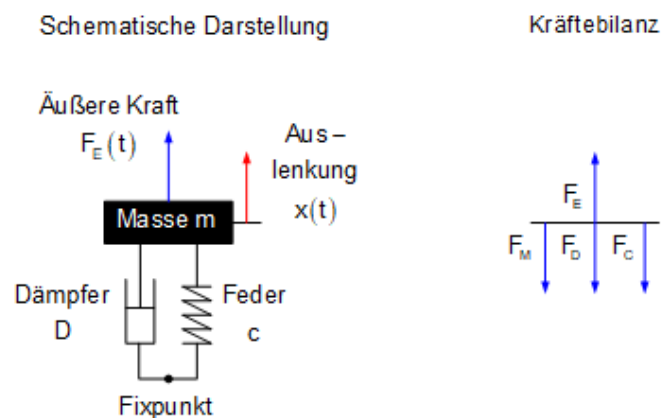 Schematische Darstellung
Kräftebilanz
Äußere Kraft
F_E(t)
Aus –
lenkung
x(t)
Masse m
F_E
F_M
F_D
F_C
Dämpfer
D
Feder
c
Fixpunkt